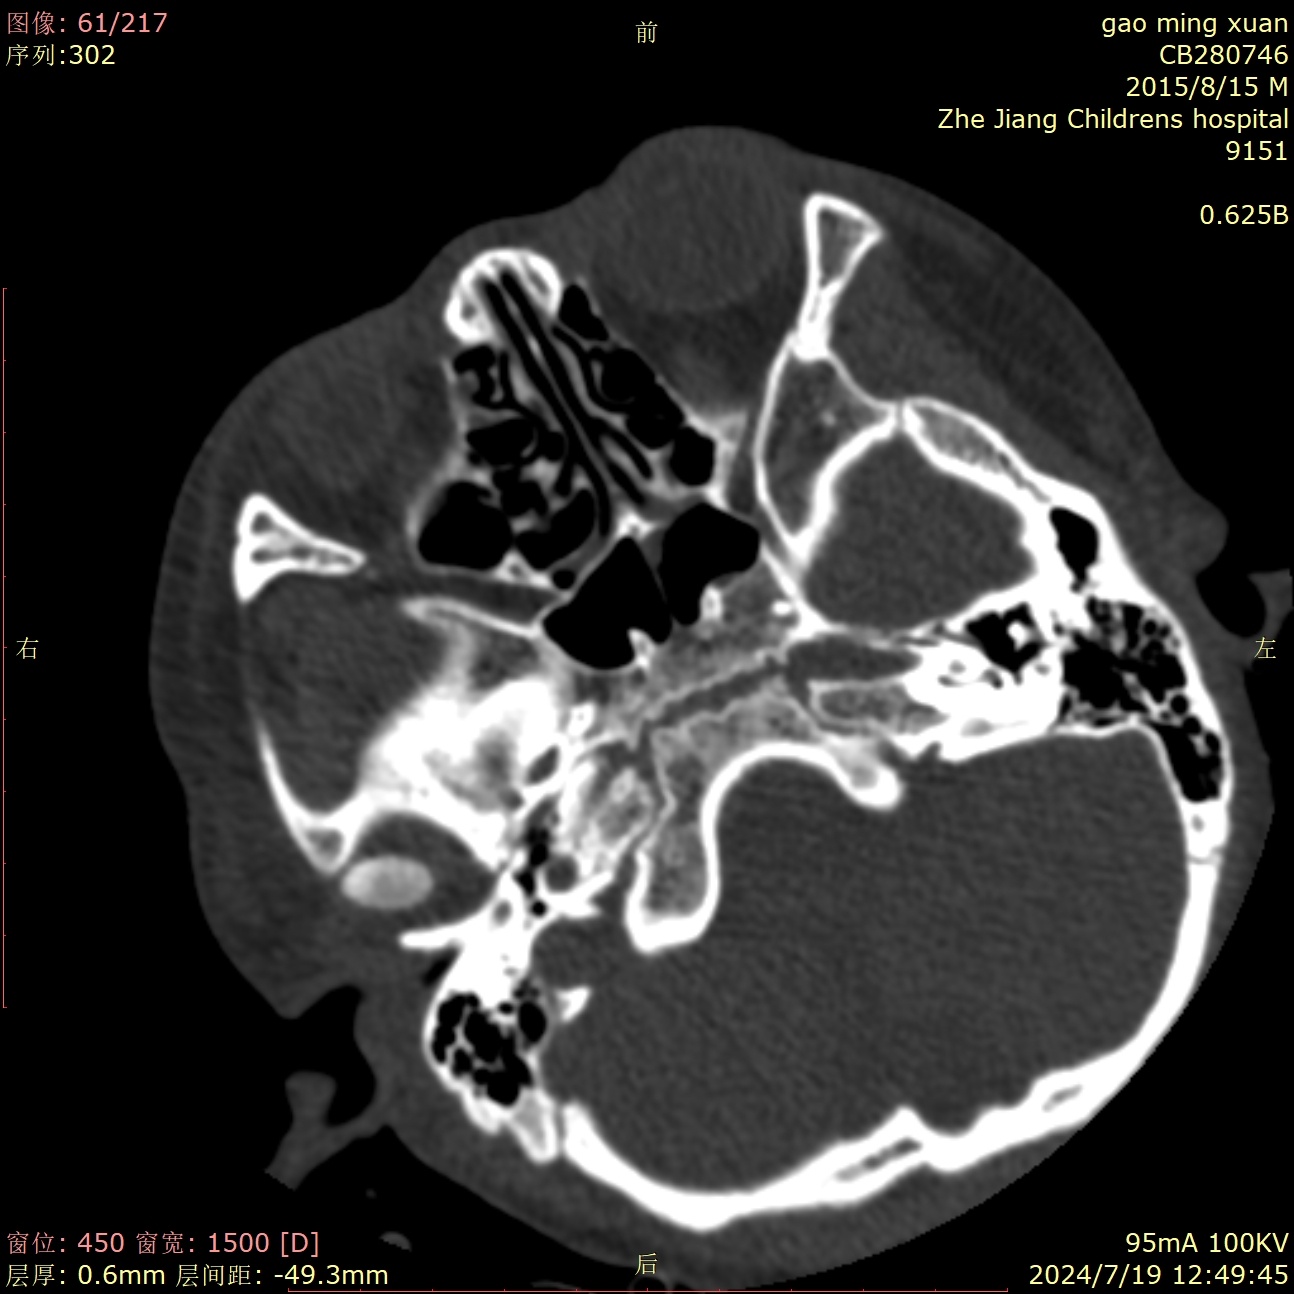 图像: 61/217
序列:302
前
gao ming xuan
CB280746
2015/8/15 M
Zhe Jiang Childrens hospital
9151
0.625B
右
左
窗位: 450 窗宽: 1500 [D]
层厚: 0.6mm 层间距: -49.3mm
后
95mA 100KV
2024/7/19 12:49:45